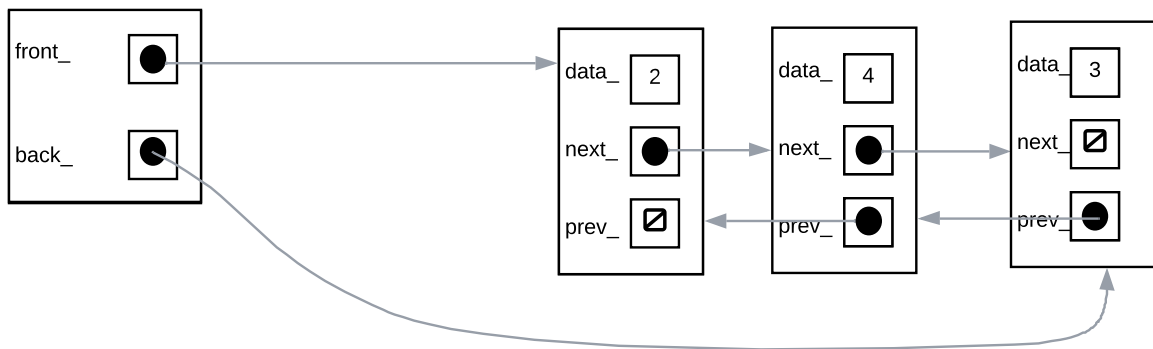 front_
back_
data_ 2
next_
prev_
data_ 4
next_
prev_
data_ 3
next_
prev_